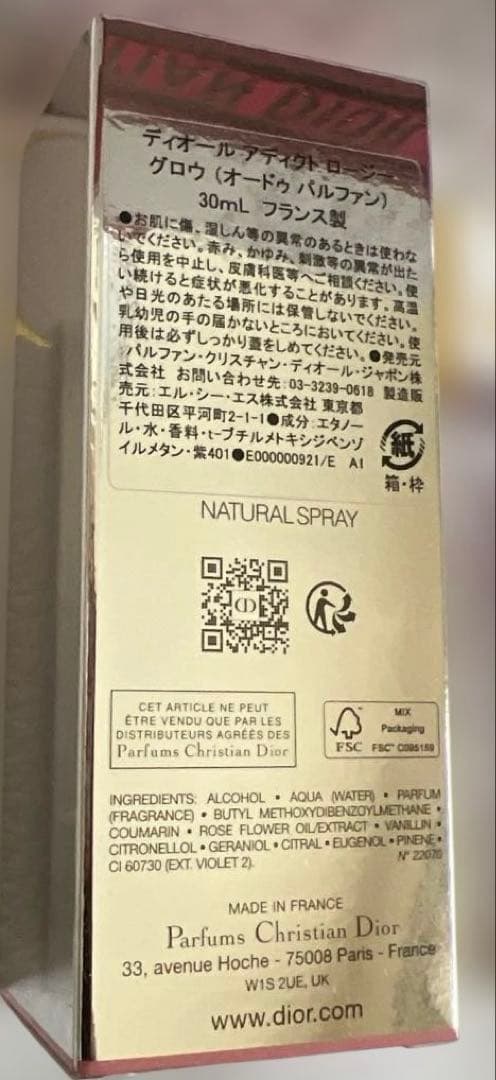 ディオール アディクト ロージー
グロウ (オードゥ パルファン)
30mL フランス製
●お肌に傷、湿しん等の異常のあるときは使わな
いでください。赤み、かゆみ、刺激等の異常が出た
ら使用を中止し、皮膚科医等へご相談ください。使
い続けると症状が悪化することがあります。高温
や日光のあたる場所には保管しないでください。
乳幼児の手の届かないところにおいてください。使
用後は必ずしっかり蓋をしめてください。●発売元
:パルファン・クリスチャン・ディオール・ジャポン株
式会社 お問い合わせ先:03-3239-0618 製造販
売元:エル・シー・エス株式会社 東京都
千代田区平河町2-1-1●成分:エタノー
ル・水・香料・t-ブチルメトキシジベンゾ
イルメタン・紫401●E000000921/E A1
紙
箱・枠
NATURAL SPRAY
CET ARTICLE NE PEUT
ÊTRE VENDU QUE PAR LES
DISTRIBUTEURS AGRÉÉS DES
Parfums Christian Dior
FSC
MIX
Packaging
FSC™ C095159
INGREDIENTS: ALCOHOL • AQUA (WATER) • PARFUM
(FRAGRANCE) • BUTYL METHOXYDIBENZOYLMETHANE •
COUMARIN • ROSE FLOWER OIL/EXTRACT • VANILLIN •
CITRONELLOL • GERANIOL • CITRAL • EUGENOL • PINENE •
CI 60730 (EXT. VIOLET 2).
N° 22070
MADE IN FRANCE
Parfums Christian Dior
33, avenue Hoche - 75008 Paris - France
W1S 2UE, UK
www.dior.com